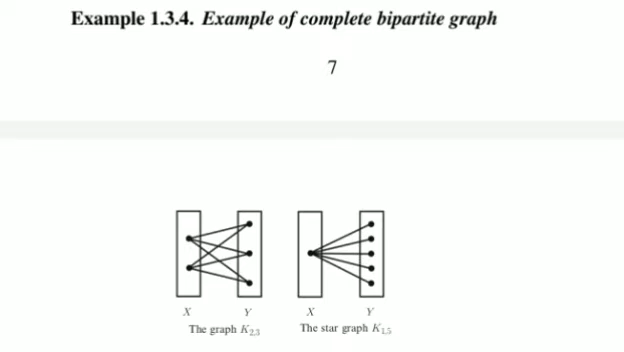 Example 1.3.4. Example of complete bipartite graph
7
X Y X Y
The graph K2,3 The star graph K1,5